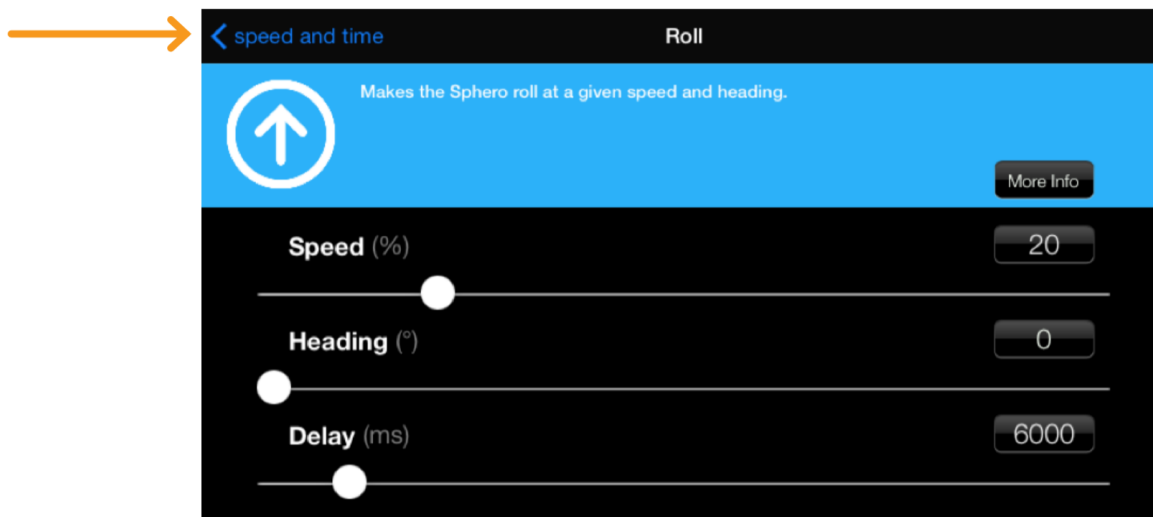 speed and time
Roll
Makes the Sphero roll at a given speed and heading.
More Info
Speed (%)
20
Heading (°)
0
Delay (ms)
6000